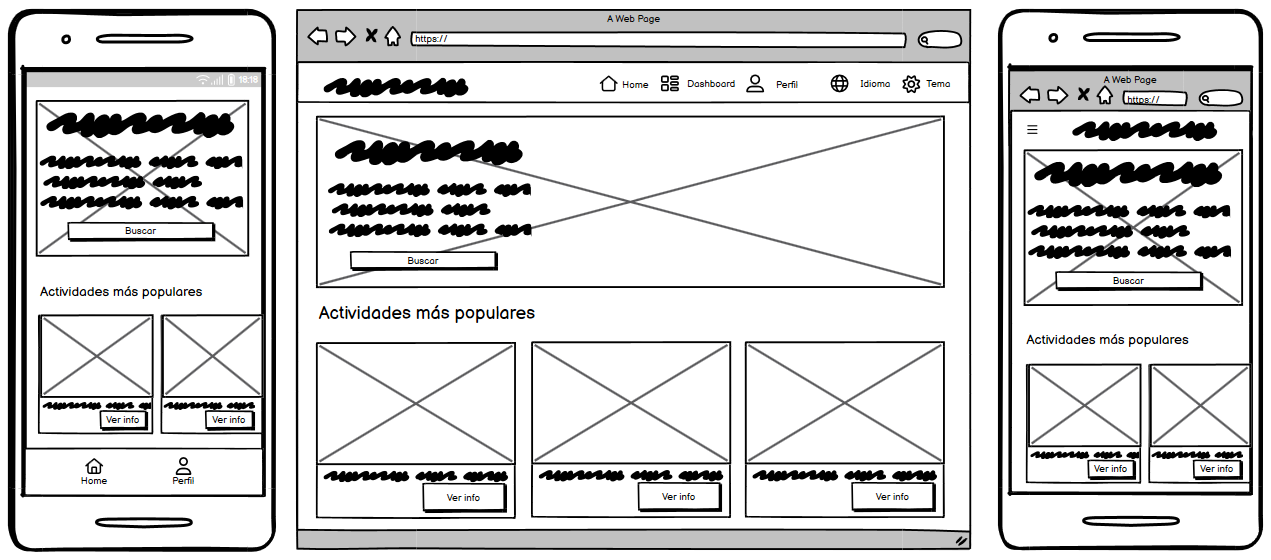 18:18
Buscar
Actividades más populares
Ver info
Ver info
Home
Perfil
A Web Page
https://
Home
Dashboard
Perfil
Idioma
Tema
Buscar
Actividades más populares
Ver info
Ver info
Ver info
A Web Page
https://
Buscar
Actividades más populares
Ver info
Ver info